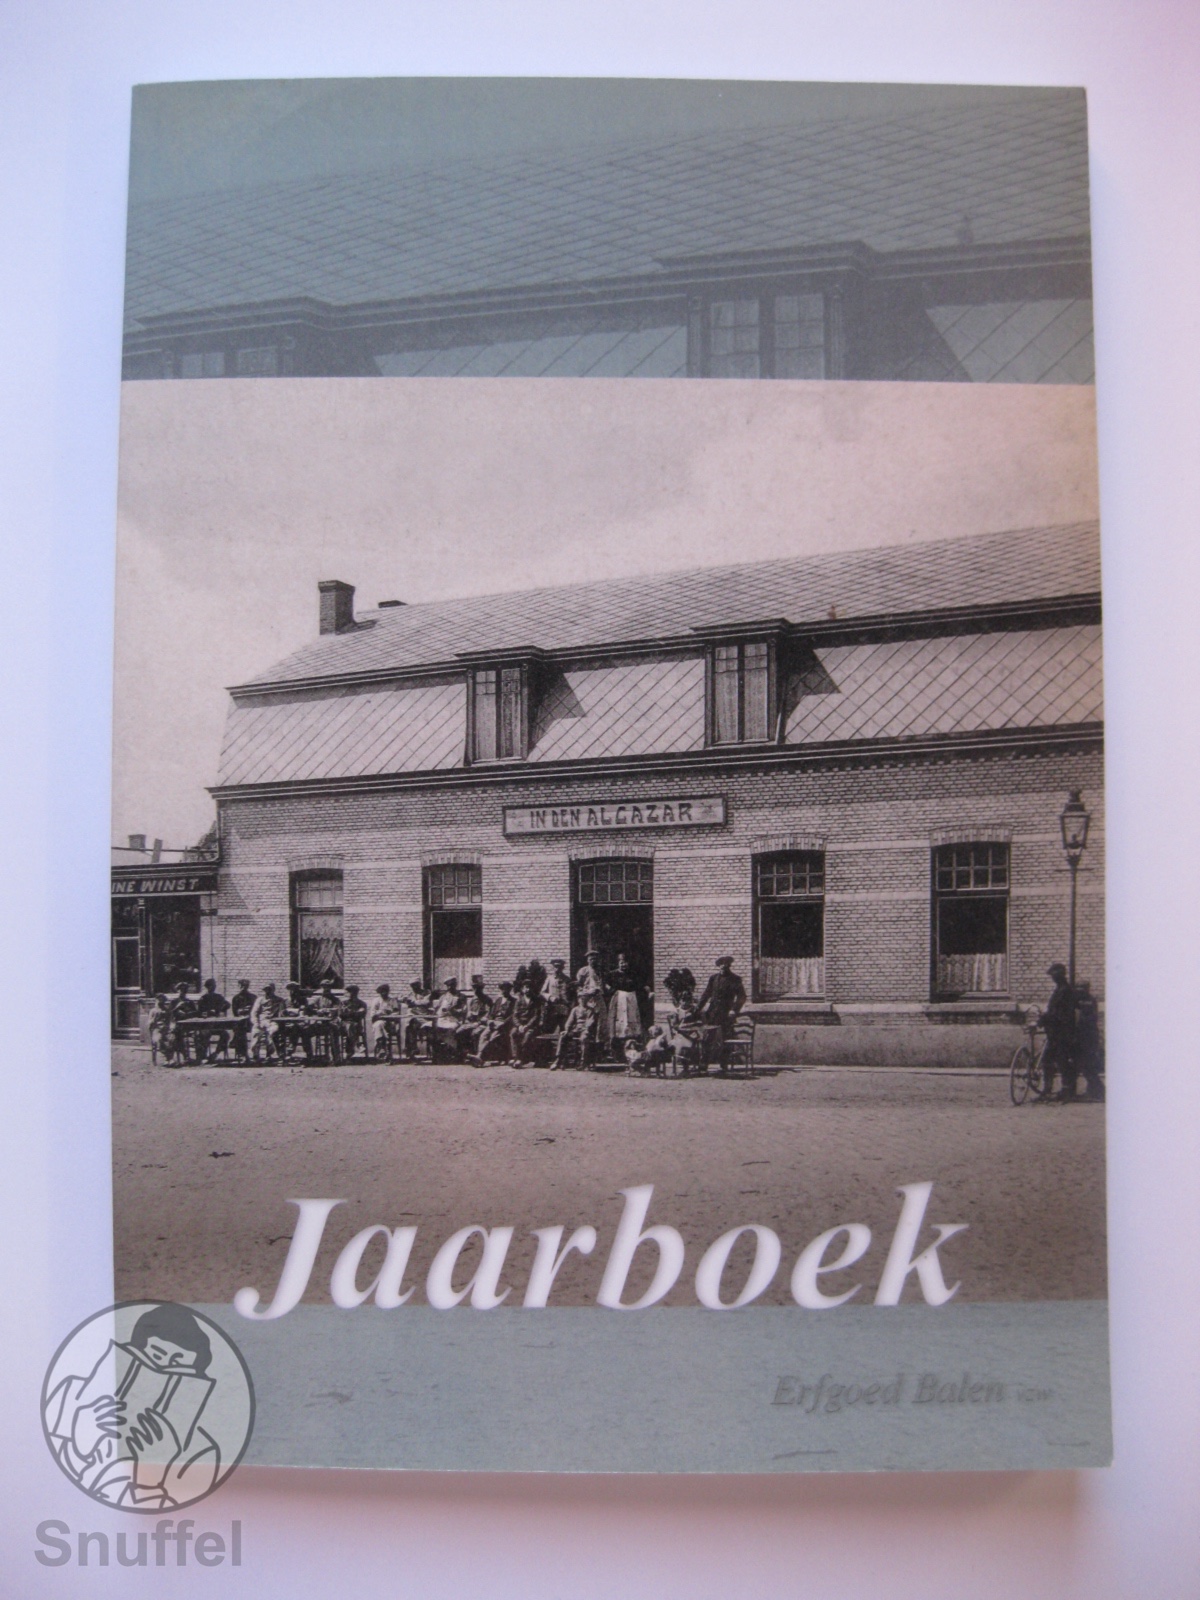 IN DEN ALCAZAR
INE WINST
Jaarboek
Erfgoed Balen vzw
Snuffel